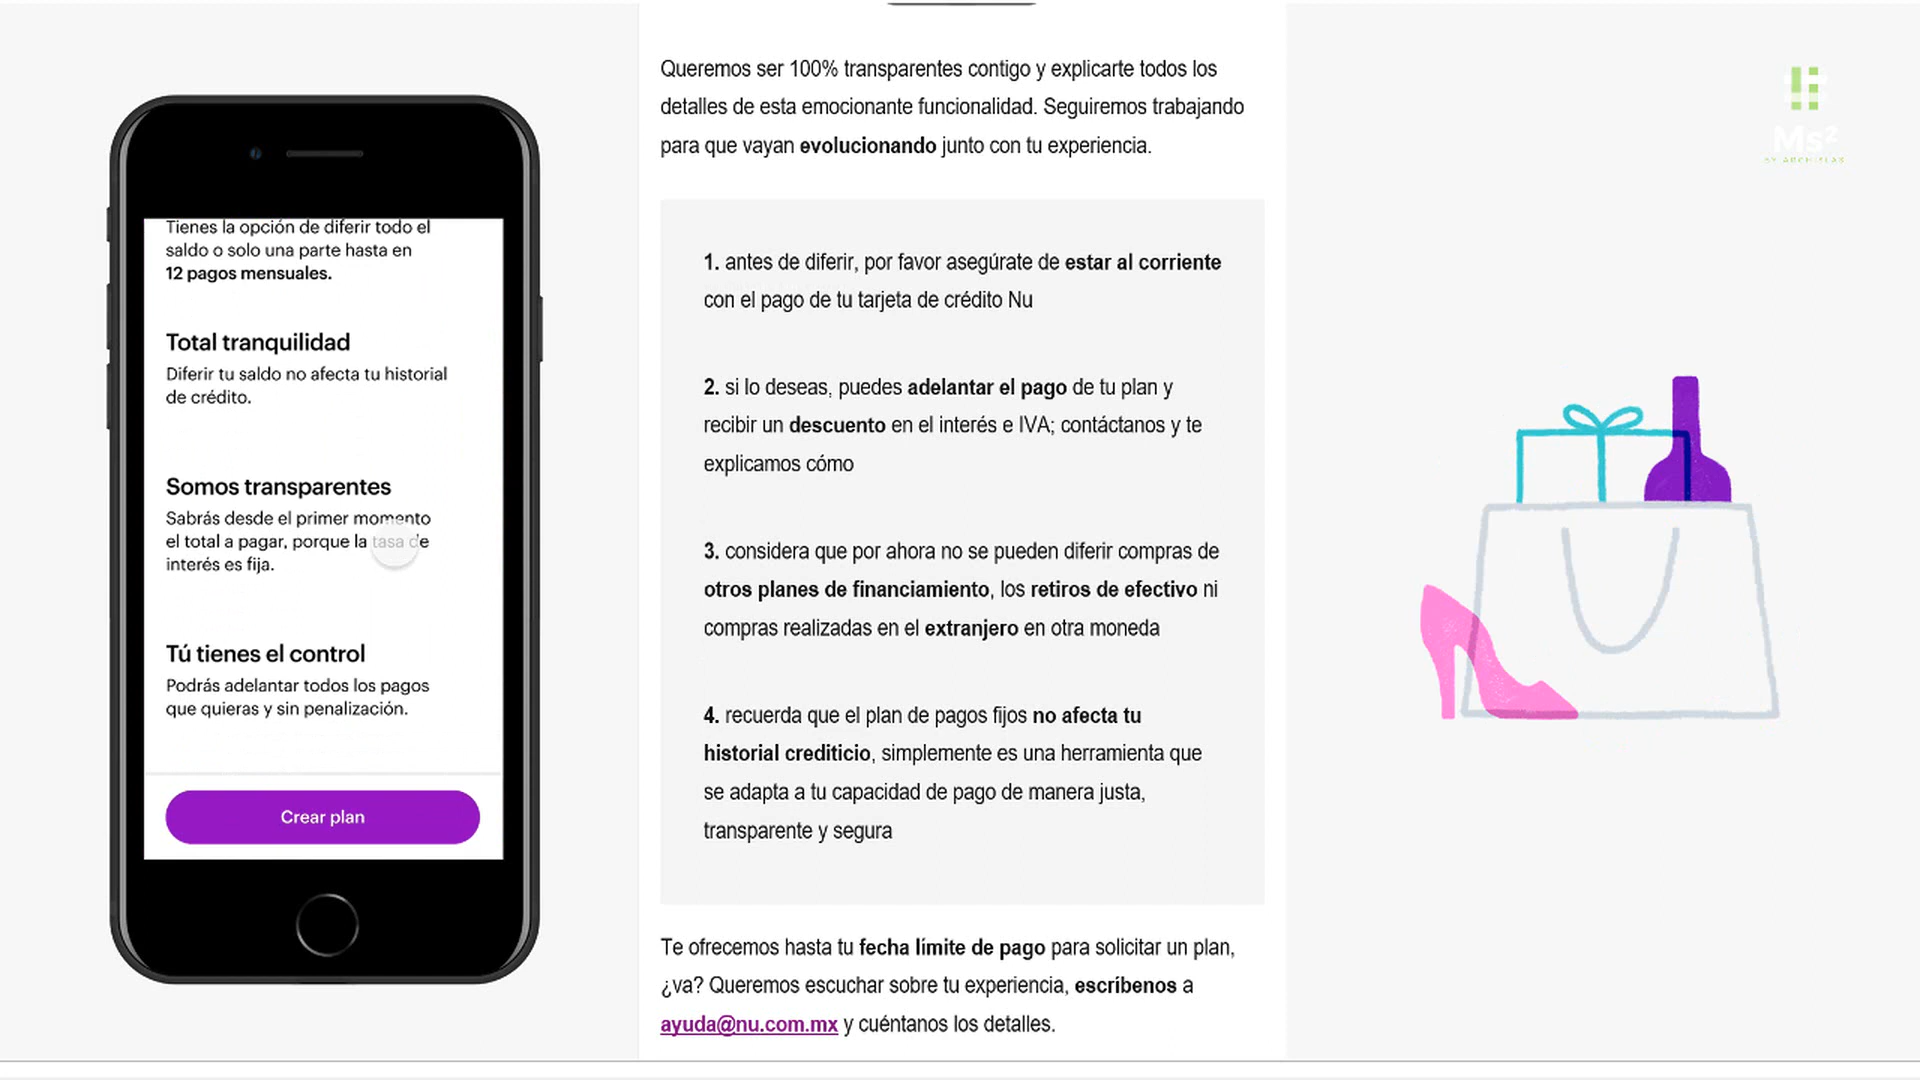 Tienes la opción de diferir todo el
saldo o solo una parte hasta en
12 pagos mensuales.
Total tranquilidad
Diferir tu saldo no afecta tu historial
de crédito.
Somos transparentes
Sabrás desde el primer momento
el total a pagar, porque la tasa de
interés es fija.
Tú tienes el control
Podrás adelantar todos los pagos
que quieras y sin penalización.
Crear plan
Queremos ser 100% transparentes contigo y explicarte todos los
detalles de esta emocionante funcionalidad. Seguiremos trabajando
para que vayan evolucionando junto con tu experiencia.
1. antes de diferir, por favor asegúrate de estar al corriente
con el pago de tu tarjeta de crédito Nu
2. si lo deseas, puedes adelantar el pago de tu plan y
recibir un descuento en el interés e IVA; contáctanos y te
explicamos cómo
3. considera que por ahora no se pueden diferir compras de
otros planes de financiamiento, los retiros de efectivo ni
compras realizadas en el extranjero en otra moneda
4. recuerda que el plan de pagos fijos no afecta tu
historial crediticio, simplemente es una herramienta que
se adapta a tu capacidad de pago de manera justa,
transparente y segura
Te ofrecemos hasta tu fecha límite de pago para solicitar un plan,
¿va? Queremos escuchar sobre tu experiencia, escríbenos a
ayuda@nu.com.mx y cuéntanos los detalles.
Ms²